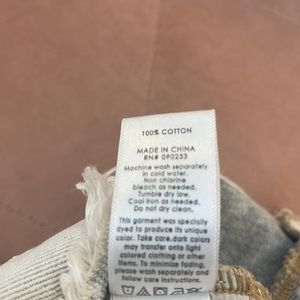 100% COTTON
MADE IN CHINA
RN# 090233
Machine wash separately
in cold water.
Non chlorine
bleach as needed.
Tumble dry low.
Cool iron as needed.
Do not dry clean.
This garment was specially
dyed to produce its unique
color. Take care,dark colors
may transfer onto light
colored clothing or other
items. To minimize fading,
please wash separately and
follow care instructions